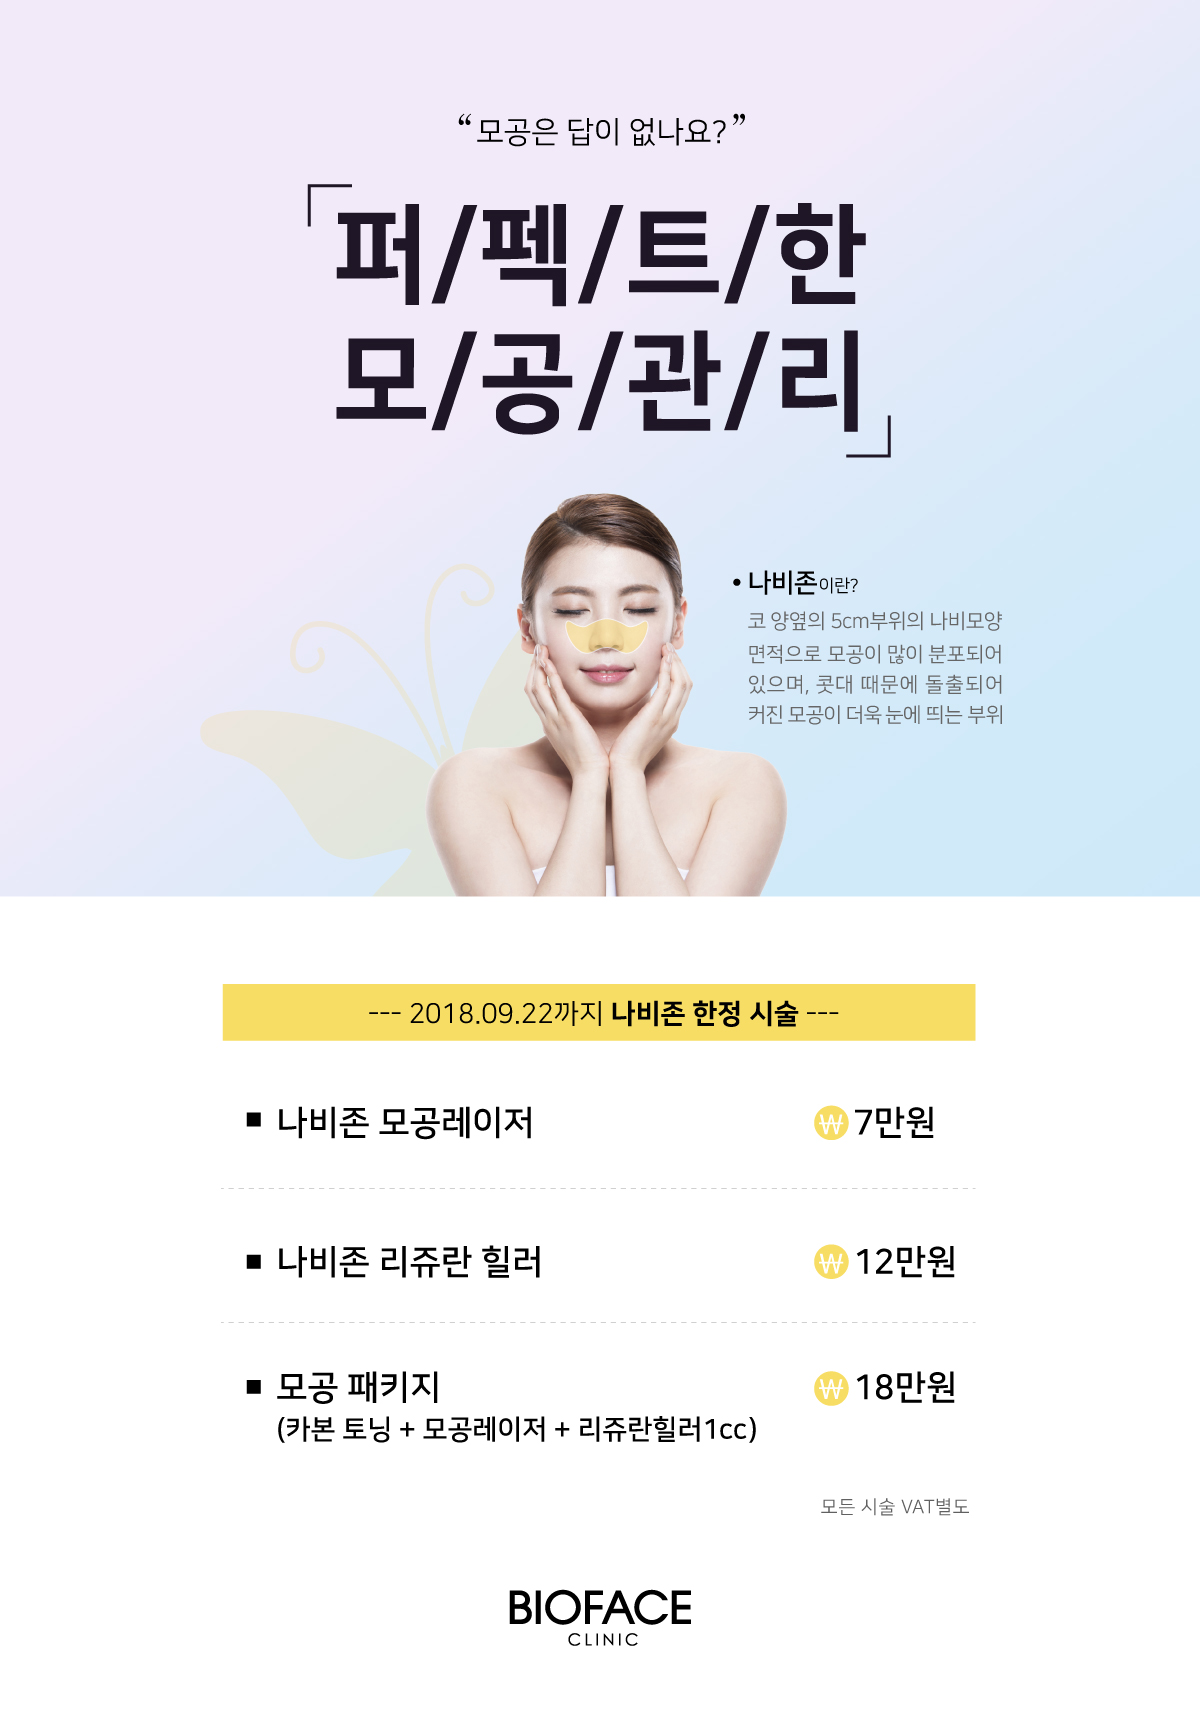 “ 모공은 답이 없나요? ”
「퍼/펙/트/한
모/공/관/리」
• 나비존이란?
코 양옆의 5cm부위의 나비모양
면적으로 모공이 많이 분포되어
있으며, 콧대 때문에 돌출되어
커진 모공이 더욱 눈에 띄는 부위
--- 2018.09.22까지 나비존 한정 시술 ---
■ 나비존 모공레이저 ₩ 7만원
■ 나비존 리쥬란 힐러 ₩ 12만원
■ 모공 패키지 ₩ 18만원
(카본 토닝 + 모공레이저 + 리쥬란힐러1cc)
모든 시술 VAT별도
BIOFACE
CLINIC